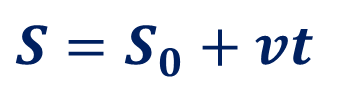 S = S₀ + vt